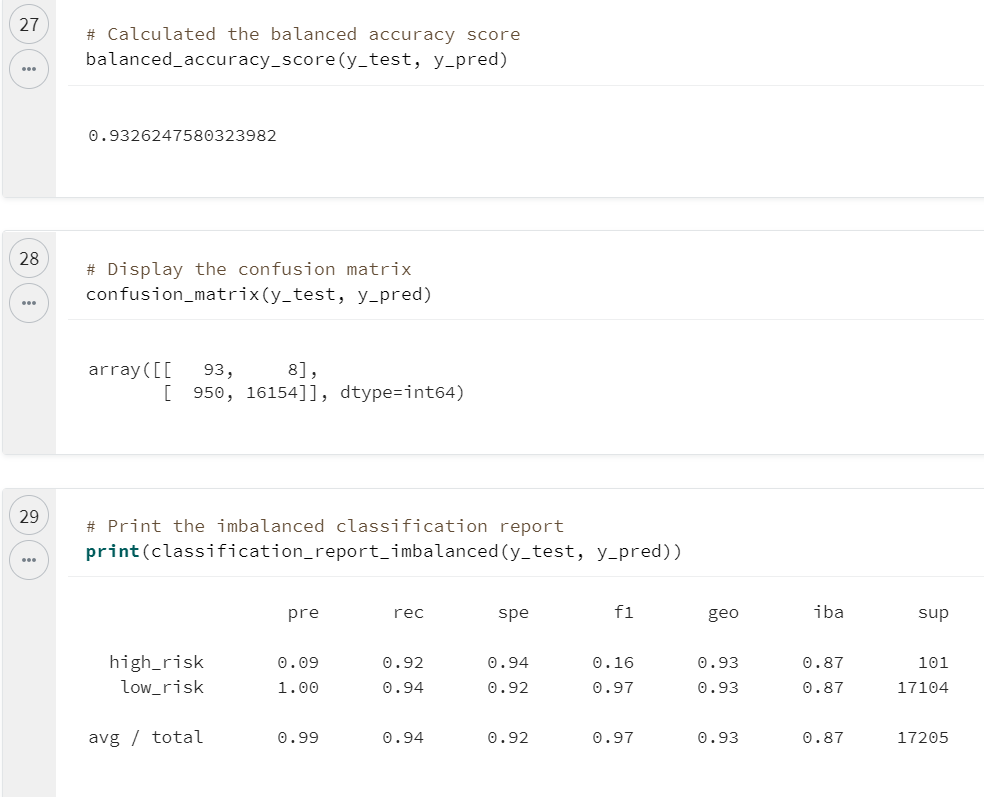 27
# Calculated the balanced accuracy score
balanced_accuracy_score(y_test, y_pred)
0.9326247580323982
28
# Display the confusion matrix
confusion_matrix(y_test, y_pred)
array([[   93,     8],
       [  950, 16154]], dtype=int64)
29
# Print the imbalanced classification report
print(classification_report_imbalanced(y_test, y_pred))
pre rec spe f1 geo iba sup
high_risk 0.09 0.92 0.94 0.16 0.93 0.87 101
low_risk 1.00 0.94 0.92 0.97 0.93 0.87 17104
avg / total 0.99 0.94 0.92 0.97 0.93 0.87 17205